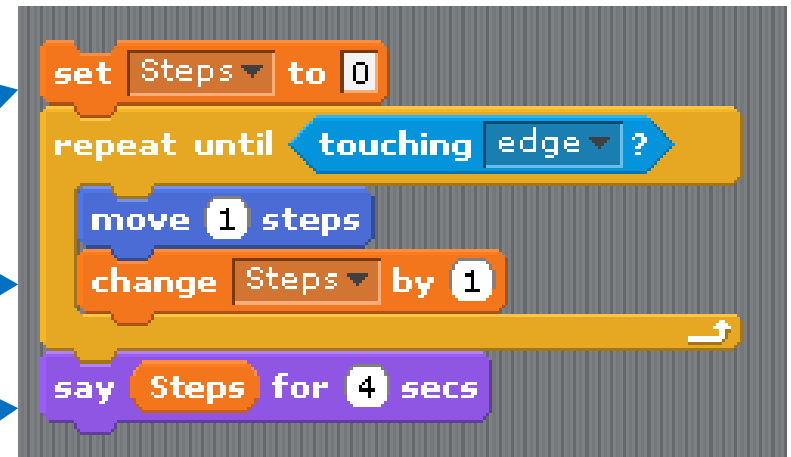 set Steps to 0
repeat until touching edge ?
move 1 steps
change Steps by 1
say Steps for 4 secs